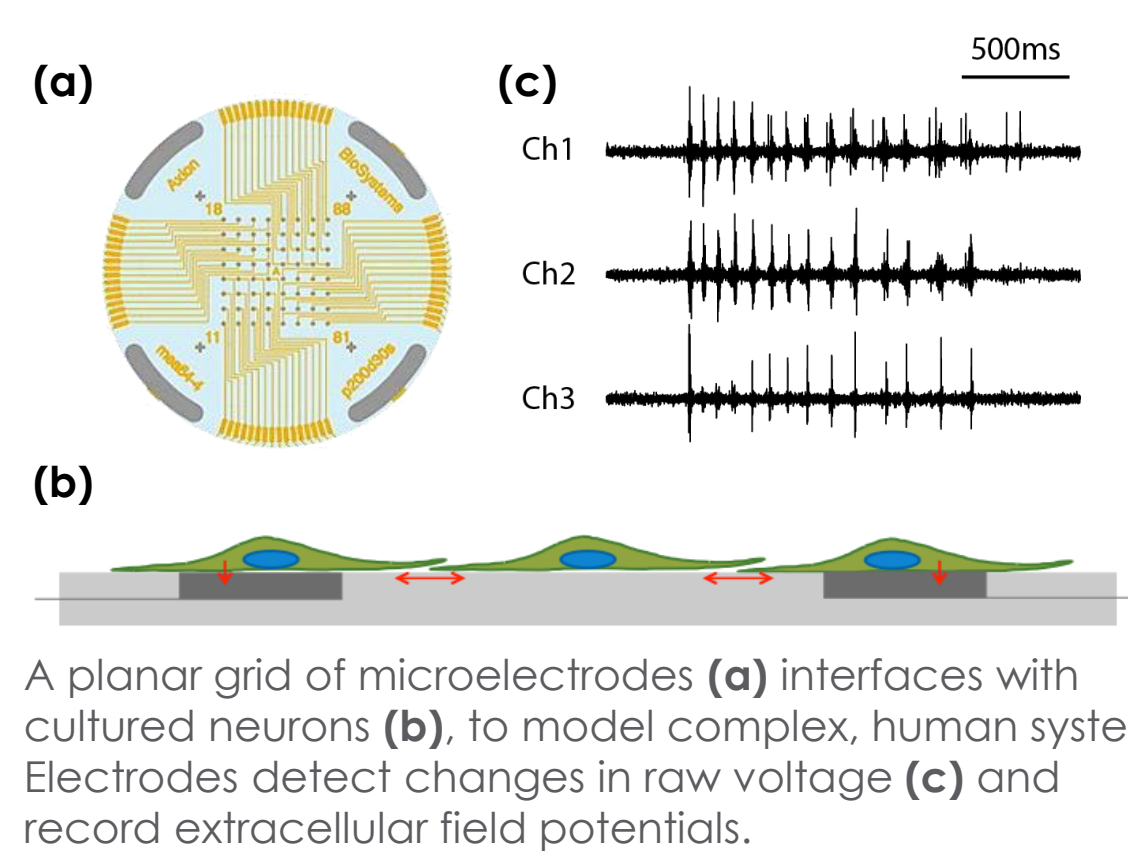 (a)
Axion
BioSystems
18
88
A
11
81
mea64-4
p200d30s
(c)
500ms
Ch1
Ch2
Ch3
(b)
A planar grid of microelectrodes (a) interfaces with
cultured neurons (b), to model complex, human syste
Electrodes detect changes in raw voltage (c) and
record extracellular field potentials.